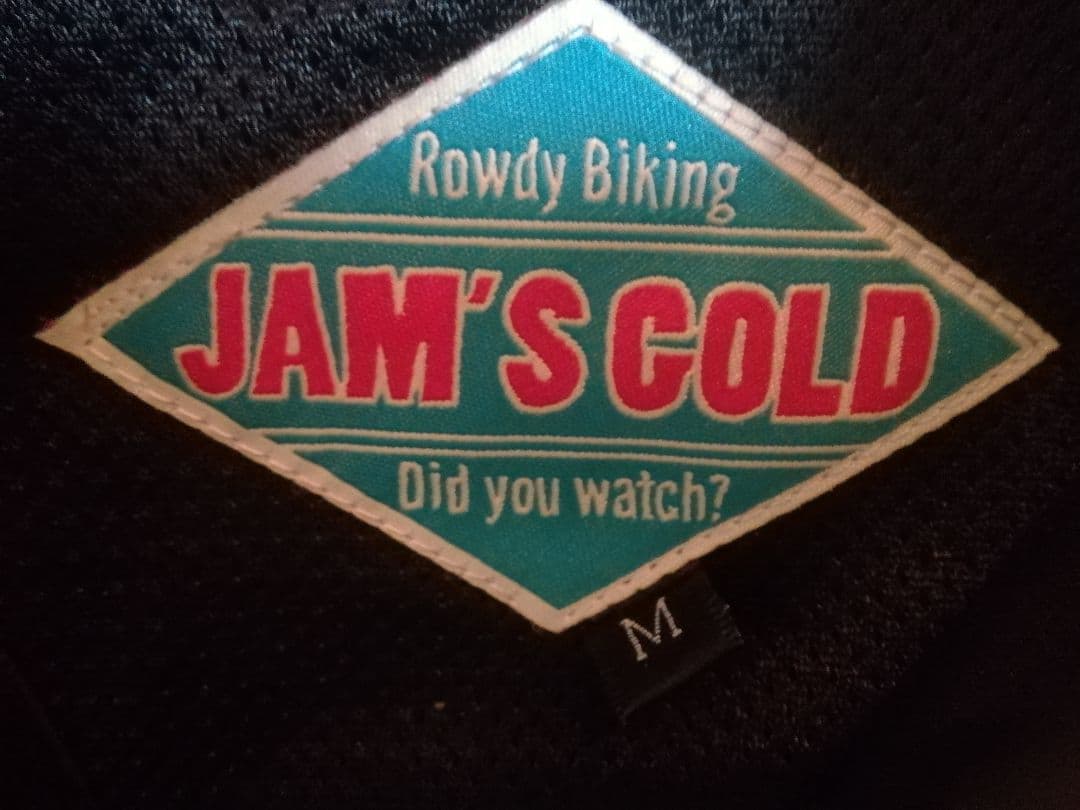 Rowdy Biking
JAM'S GOLD
Did you watch?
M